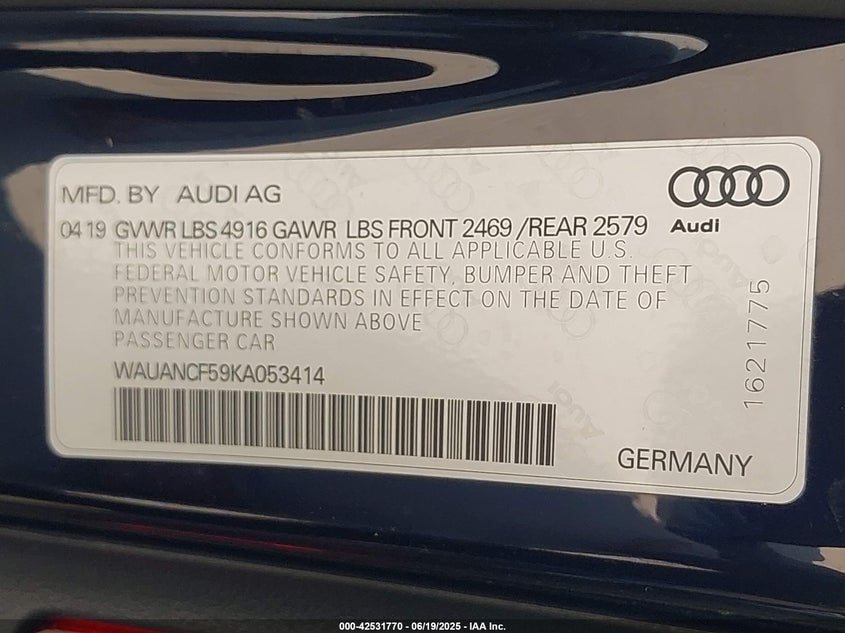 MFD. BY AUDI AG
04 19 GVWR LBS 4916 GAWR LBS FRONT 2469 /REAR 2579
Audi
THIS VEHICLE CONFORMS TO ALL APPLICABLE U.S.
FEDERAL MOTOR VEHICLE SAFETY, BUMPER AND THEFT
PREVENTION STANDARDS IN EFFECT ON THE DATE OF
MANUFACTURE SHOWN ABOVE
PASSENGER CAR
WAUANCF59KA053414
1621775
GERMANY
000-42531770 - 06/19/2025 - IAA Inc.